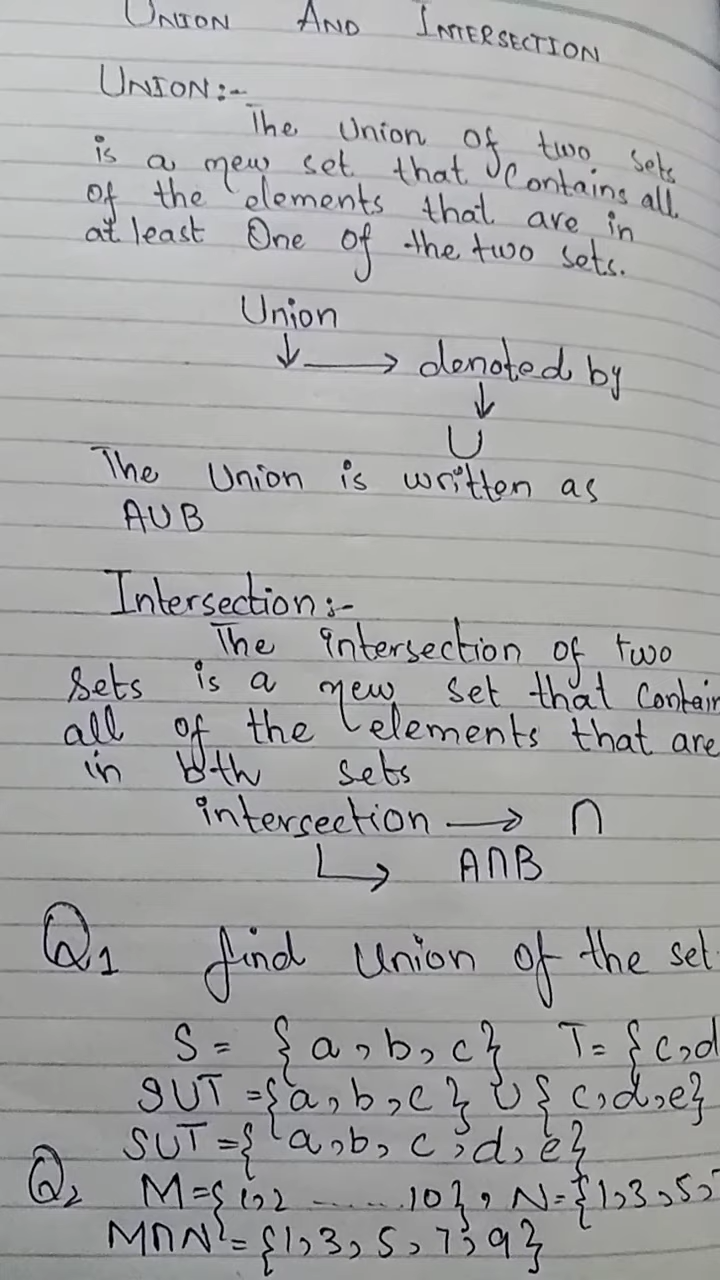 UNION AND INTERSECTION
UNION:-
The Union of two sets
is a new set that Contains all
of the elements that are in
at least One of the two sets.
Union
↓ → denoted by
↓
U
The Union is written as
AUB
Intersection:-
The intersection of two
Sets is a new set that Contain
all of the elements that are
in both sets
intersection → ∩
↳ A∩B
Q1 find Union of the set
S = {a, b, c} T = {c, d
SUT = {a, b, c} U {c, d, e}
SUT = {a, b, c, d, e}
Q2 M = {1, 2 ...... 10}, N = {1, 3, 5,
M∩N = {1, 3, 5, 7, 9}